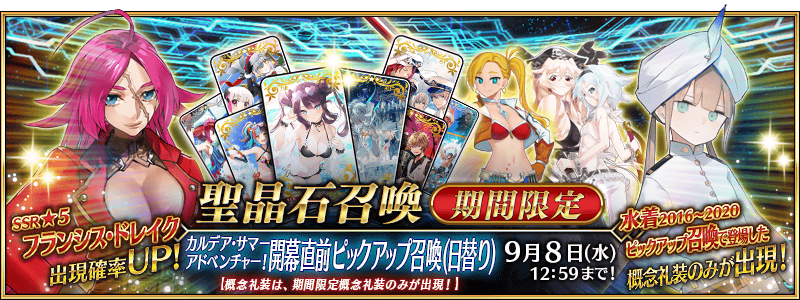 聖晶石召喚 期間限定
SSR★5
フランシス・ドレイク
出現確率UP!
カルデア・サマー
アドベンチャー!開幕直前ピックアップ召喚(日替り)
9月8日(水)
12:59まで!
【概念礼装は、期間限定概念礼装のみが出現!】
水着2016~2020
ピックアップ召喚で登場した
概念礼装のみが出現!